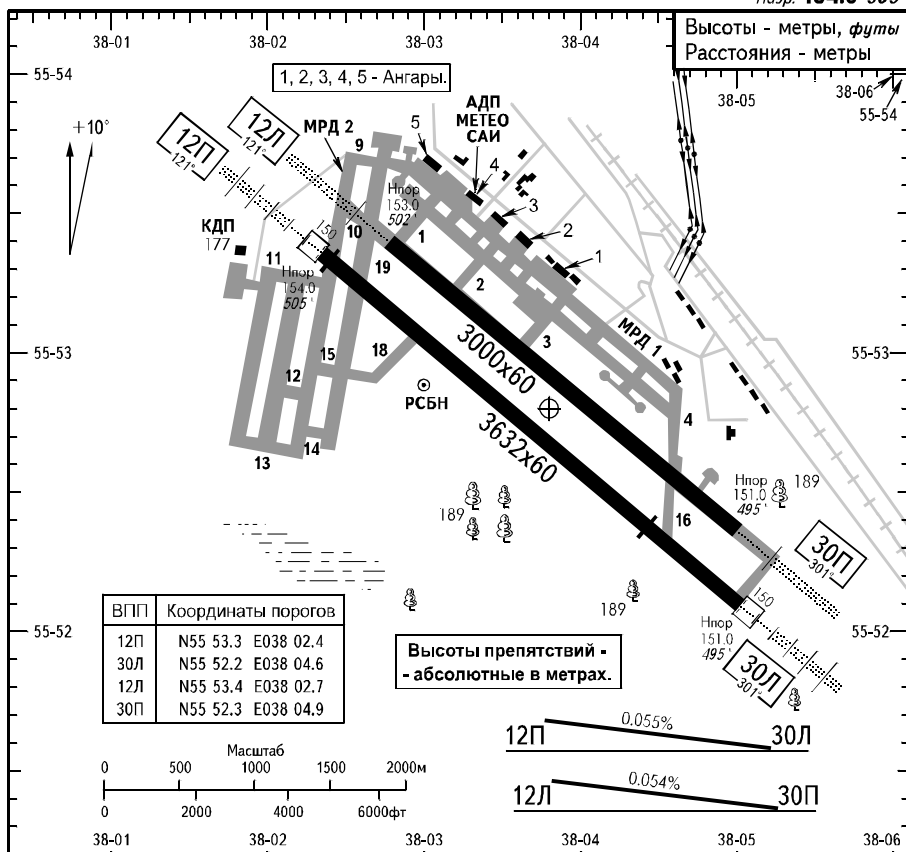 154.0
Высоты - метры, футы
Расстояния - метры
38-01
38-02
38-03
38-04
38-05
38-06
55-54
55-54
1, 2, 3, 4, 5 - Ангары.
+10°
12П
121°
12Л
121°
МРД 2
9
АДП
МЕТЕО
САИ
5
4
3
2
1
КДП
177
150
Нпор
153.0
502'
Нпор
154.0
505'
10
11
19
1
2
3
15
18
12
13
14
РСБН
3000x60
3632x60
МРД 1
4
16
55-53
55-53
Нпор
151.0
495'
189
189
189
30П
301°
150
Нпор
151.0
495'
30Л
301°
55-52
55-52
ВПП Координаты порогов
12П N55 53.3 E038 02.4
30Л N55 52.2 E038 04.6
12Л N55 53.4 E038 02.7
30П N55 52.3 E038 04.9
Высоты препятствий -
- абсолютные в метрах.
Масштаб
0 500 1000 1500 2000м
0 2000 4000 6000фт
12П 0.055% 30Л
12Л 0.054% 30П
38-01
38-02
38-03
38-04
38-05
38-06